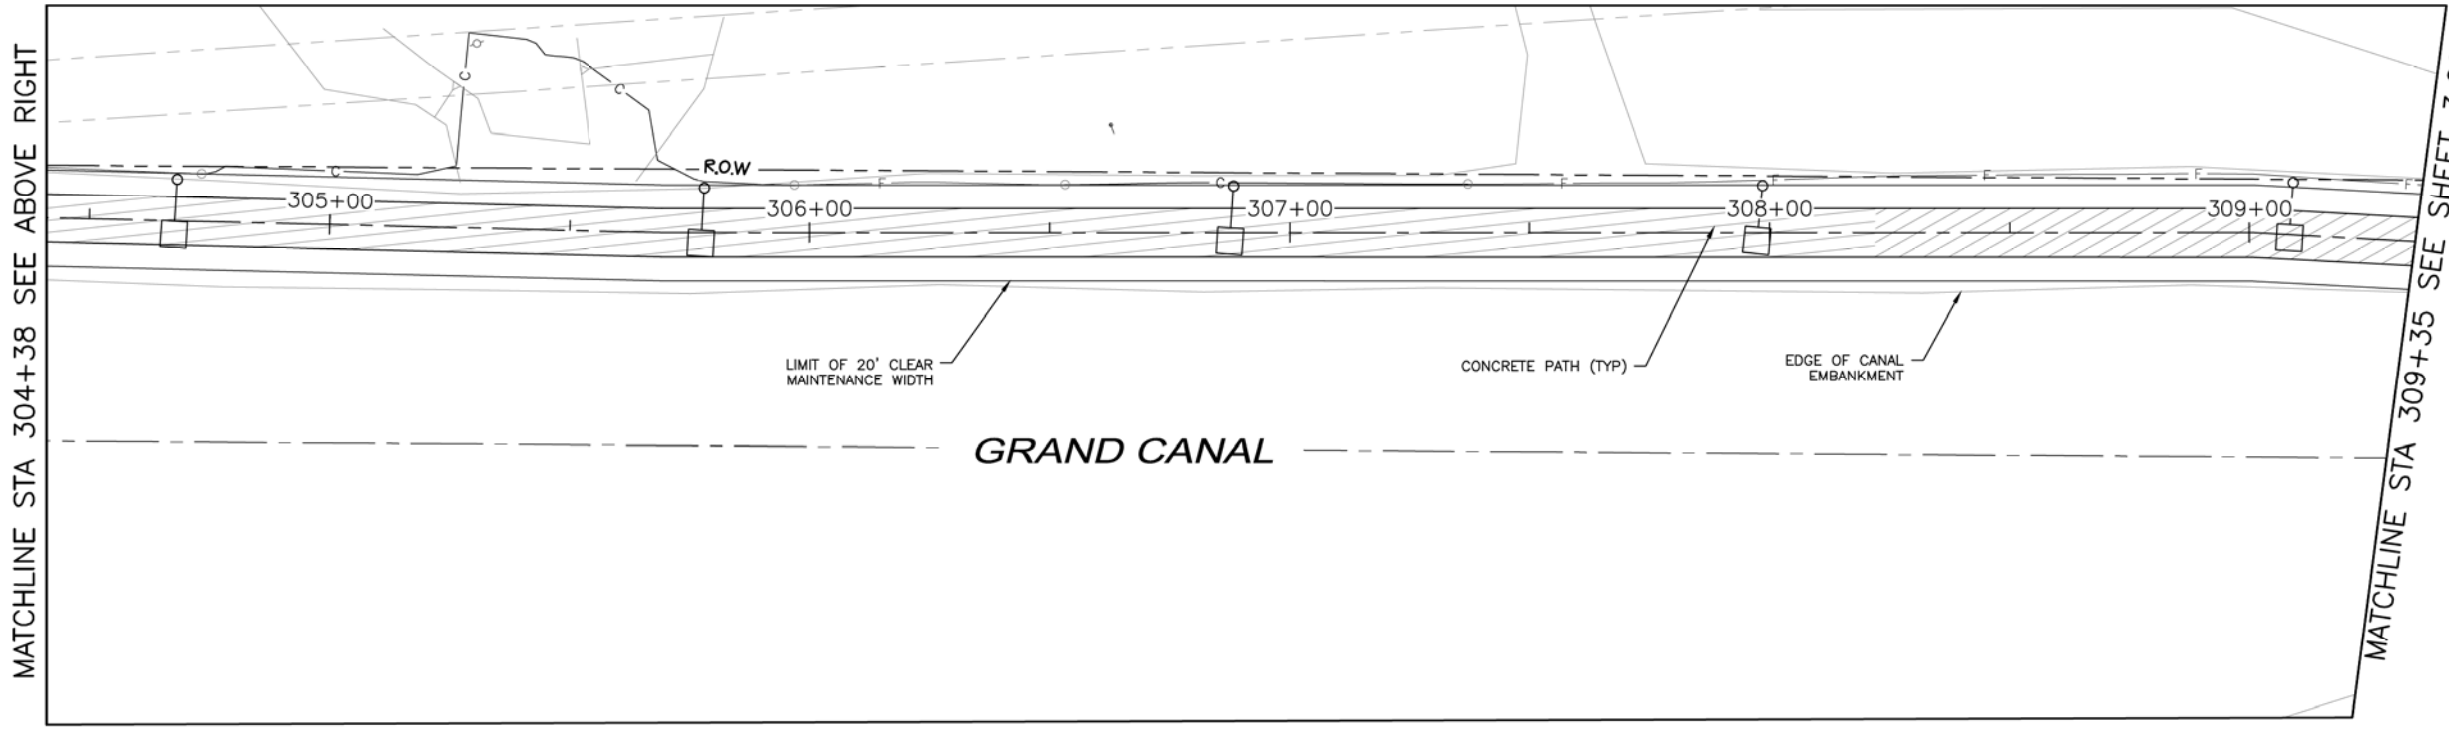 MATCHLINE STA 304+38 SEE ABOVE RIGHT
C
C
R.O.W
C
F
C
F
F
F
F
F
305+00
306+00
307+00
308+00
309+00
LIMIT OF 20' CLEAR
MAINTENANCE WIDTH
CONCRETE PATH (TYP)
EDGE OF CANAL
EMBANKMENT
GRAND CANAL
MATCHLINE STA 309+35 SEE SHEET